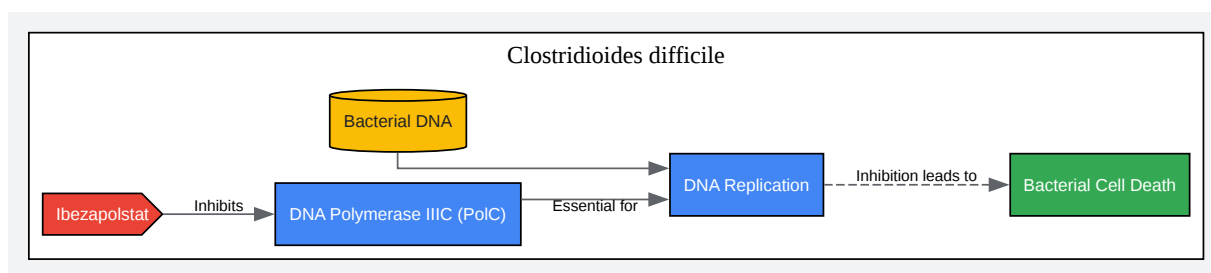 Clostridioides difficile
Bacterial DNA
Ibezapolstat
Inhibits
DNA Polymerase IIIC (PolC)
Essential for
DNA Replication
Inhibition leads to
Bacterial Cell Death